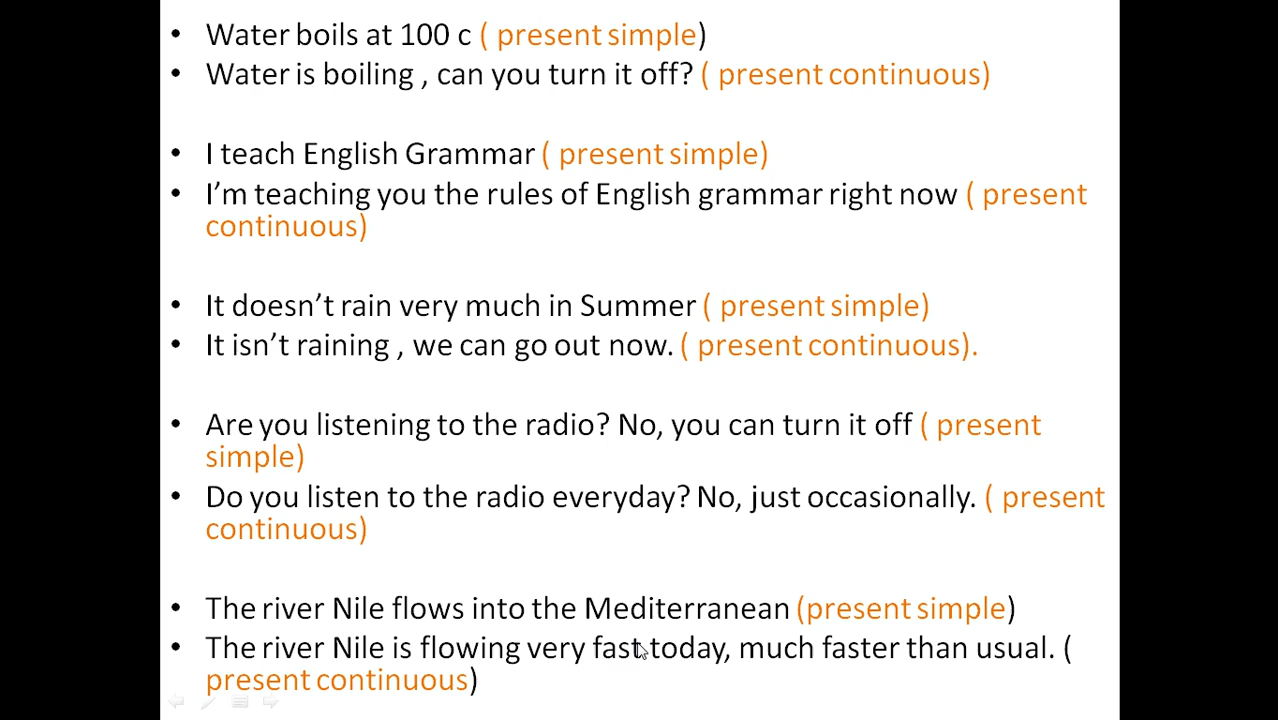 • Water boils at 100 c ( present simple)
• Water is boiling , can you turn it off? ( present continuous)
• I teach English Grammar ( present simple)
• I’m teaching you the rules of English grammar right now ( present
continuous)
• It doesn’t rain very much in Summer ( present simple)
• It isn’t raining , we can go out now. ( present continuous).
• Are you listening to the radio? No, you can turn it off ( present
simple)
• Do you listen to the radio everyday? No, just occasionally. ( present
continuous)
• The river Nile flows into the Mediterranean (present simple)
• The river Nile is flowing very fast today, much faster than usual. (
present continuous)